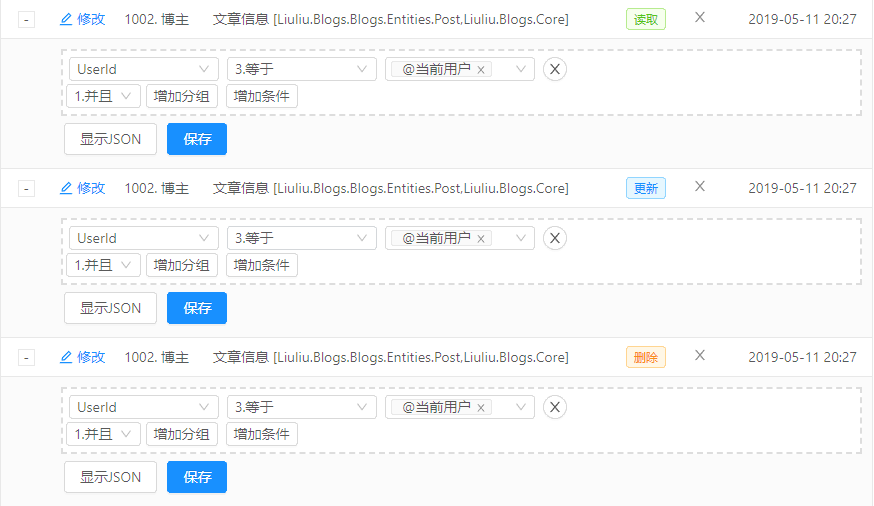 - 修改 1002. 博主 文章信息 [Liuliu.Blogs.Blogs.Entities.Post,Liuliu.Blogs.Core] 读取 X 2019-05-11 20:27
UserId 3.等于 @当前用户 x X
1.并且 增加分组 增加条件
显示JSON 保存
- 修改 1002. 博主 文章信息 [Liuliu.Blogs.Blogs.Entities.Post,Liuliu.Blogs.Core] 更新 X 2019-05-11 20:27
UserId 3.等于 @当前用户 x X
1.并且 增加分组 增加条件
显示JSON 保存
- 修改 1002. 博主 文章信息 [Liuliu.Blogs.Blogs.Entities.Post,Liuliu.Blogs.Core] 删除 X 2019-05-11 20:27
UserId 3.等于 @当前用户 x X
1.并且 增加分组 增加条件
显示JSON 保存